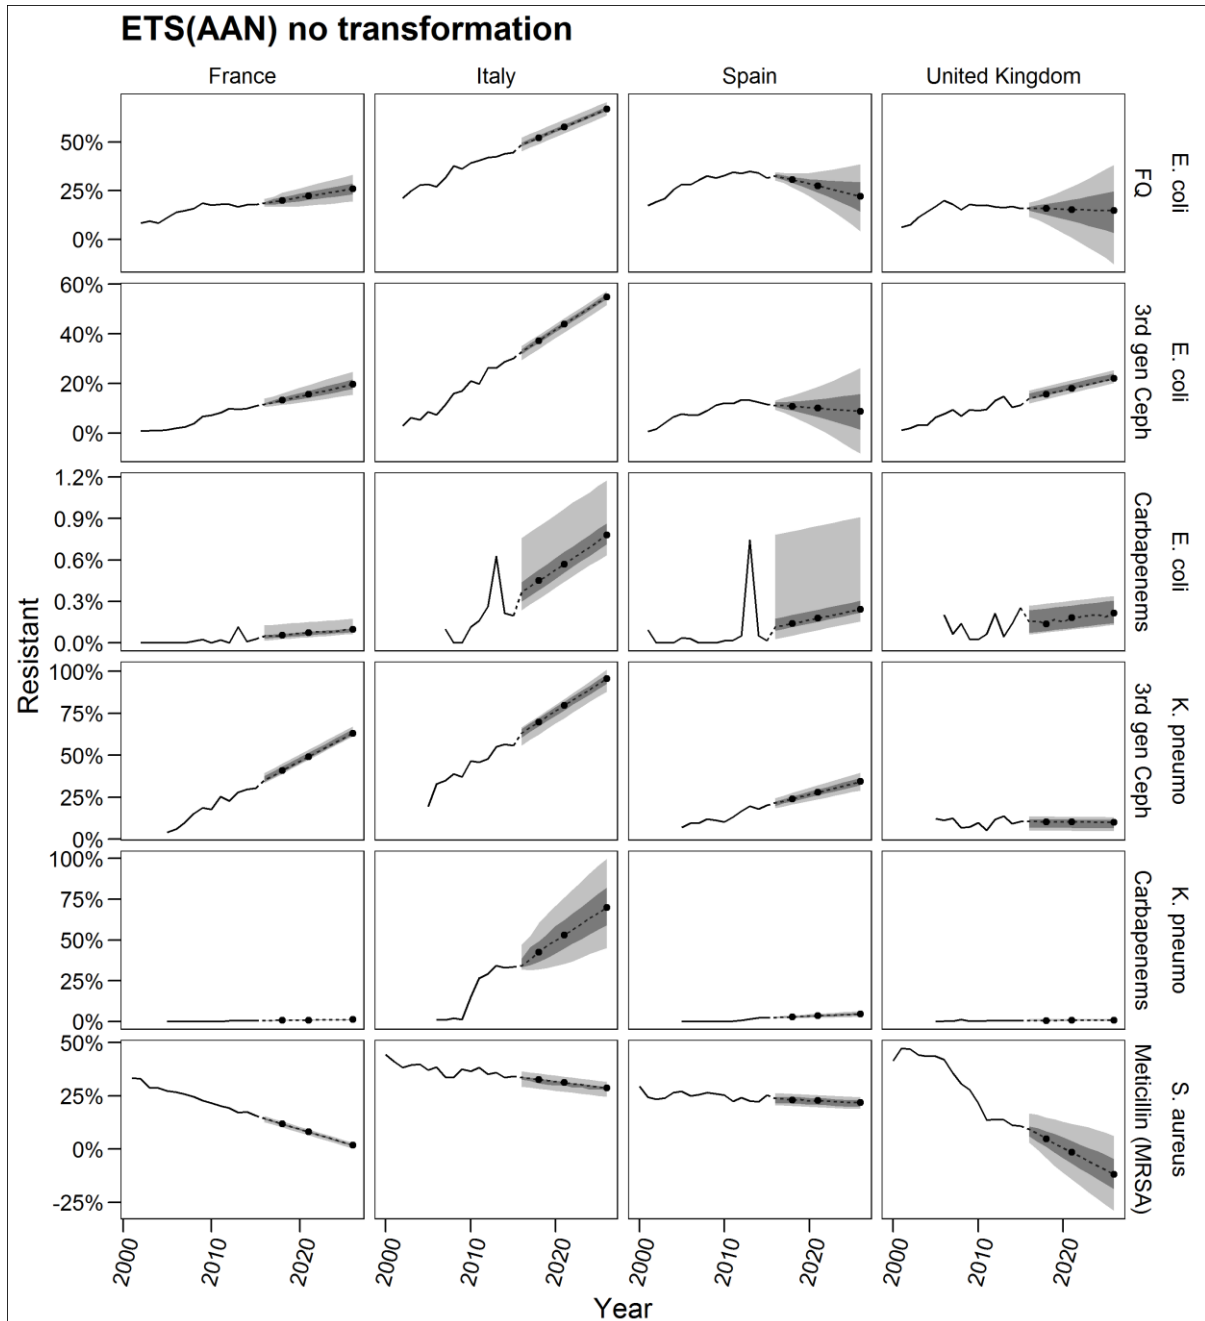 ETS(AAN) no transformation
France
Italy
Spain
United Kingdom
50%
25%
0%
E. coli
FQ
60%
40%
20%
0%
E. coli
3rd gen Ceph
1.2%
0.9%
0.6%
0.3%
0.0%
E. coli
Carbapenems
Resistant
100%
75%
50%
25%
0%
K. pneumo
3rd gen Ceph
100%
75%
50%
25%
0%
K. pneumo
Carbapenems
50%
25%
0%
-25%
S. aureus
Meticillin (MRSA)
2000
2010
2020
2000
2010
2020
2000
2010
2020
2000
2010
2020
Year